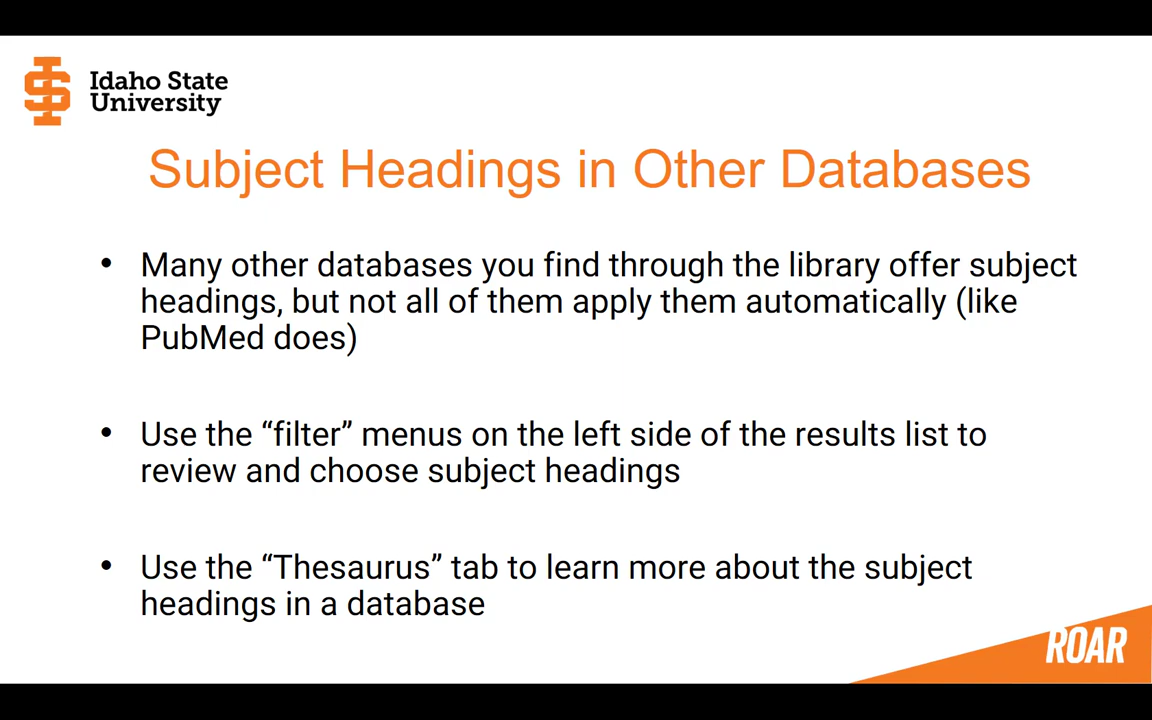 Idaho State
University
Subject Headings in Other Databases
• Many other databases you find through the library offer subject
headings, but not all of them apply them automatically (like
PubMed does)
• Use the “filter” menus on the left side of the results list to
review and choose subject headings
• Use the “Thesaurus” tab to learn more about the subject
headings in a database
ROAR